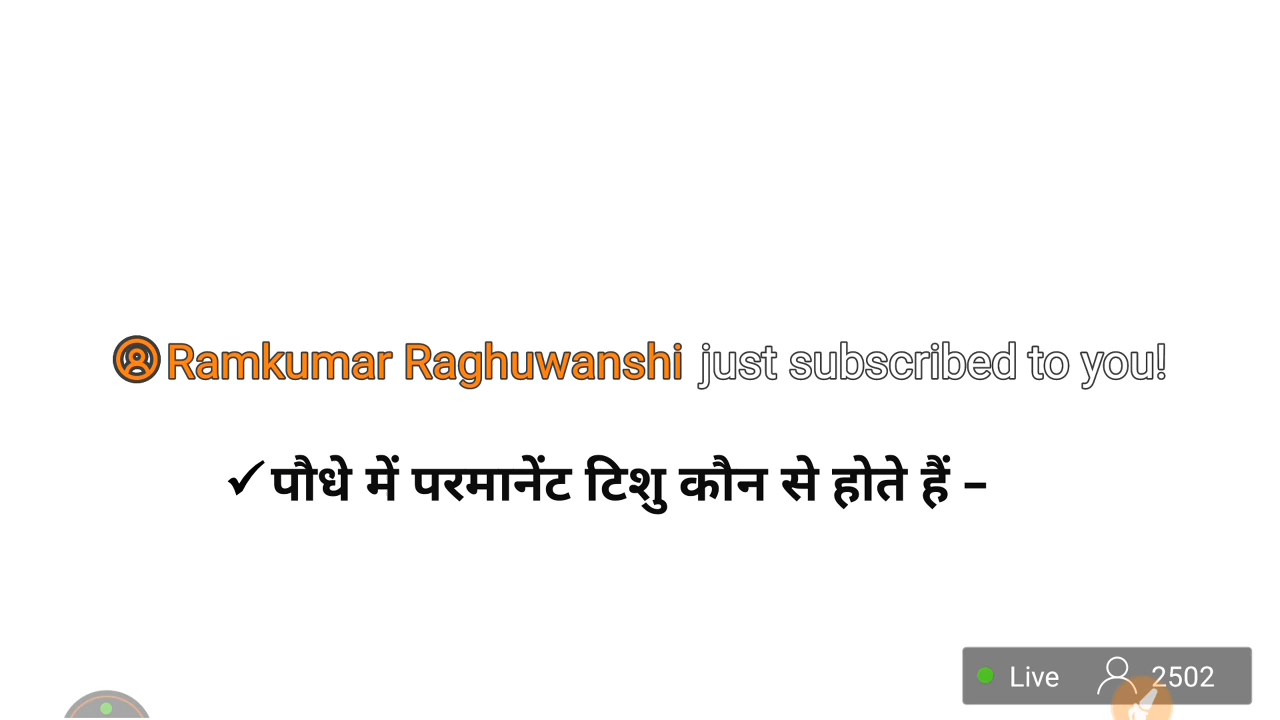 Ramkumar Raghuwanshi just subscribed to you!
✓पौधे में परमानेंट टिशु कौन से होते हैं –
Live 2502